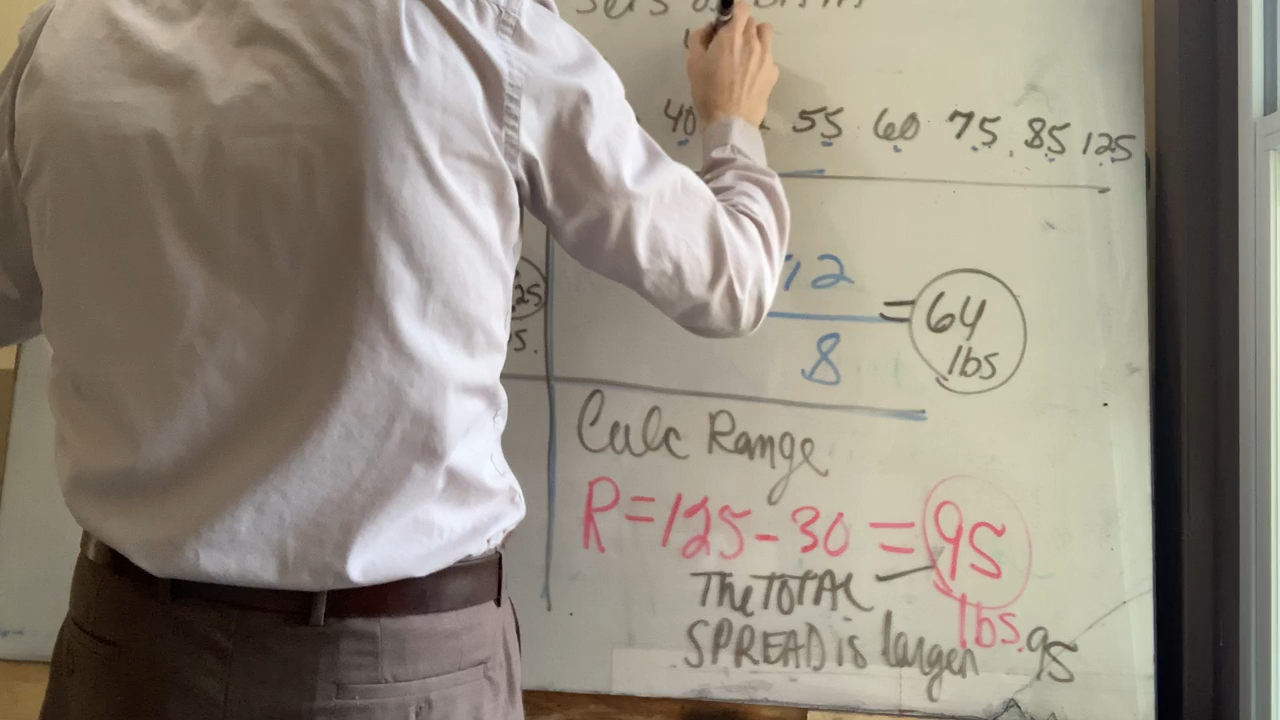 40 55 60 75 85 125
12
8
= 64
lbs
Calc Range
R = 125 - 30 = 95
lbs.
The TOTAL
SPREAD is larger 95